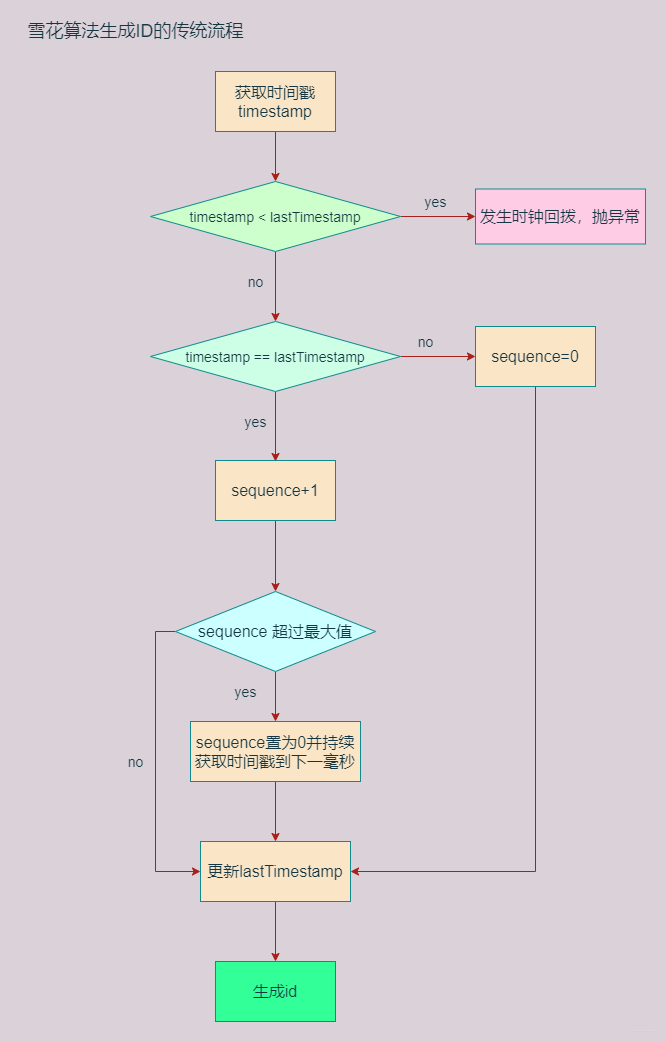 雪花算法生成ID的传统流程
获取时间戳
timestamp
timestamp < lastTimestamp
yes
发生时钟回拨，抛异常
no
timestamp == lastTimestamp
no
sequence=0
yes
sequence+1
sequence 超过最大值
yes
sequence置为0并持续
获取时间戳到下一毫秒
no
更新lastTimestamp
生成id